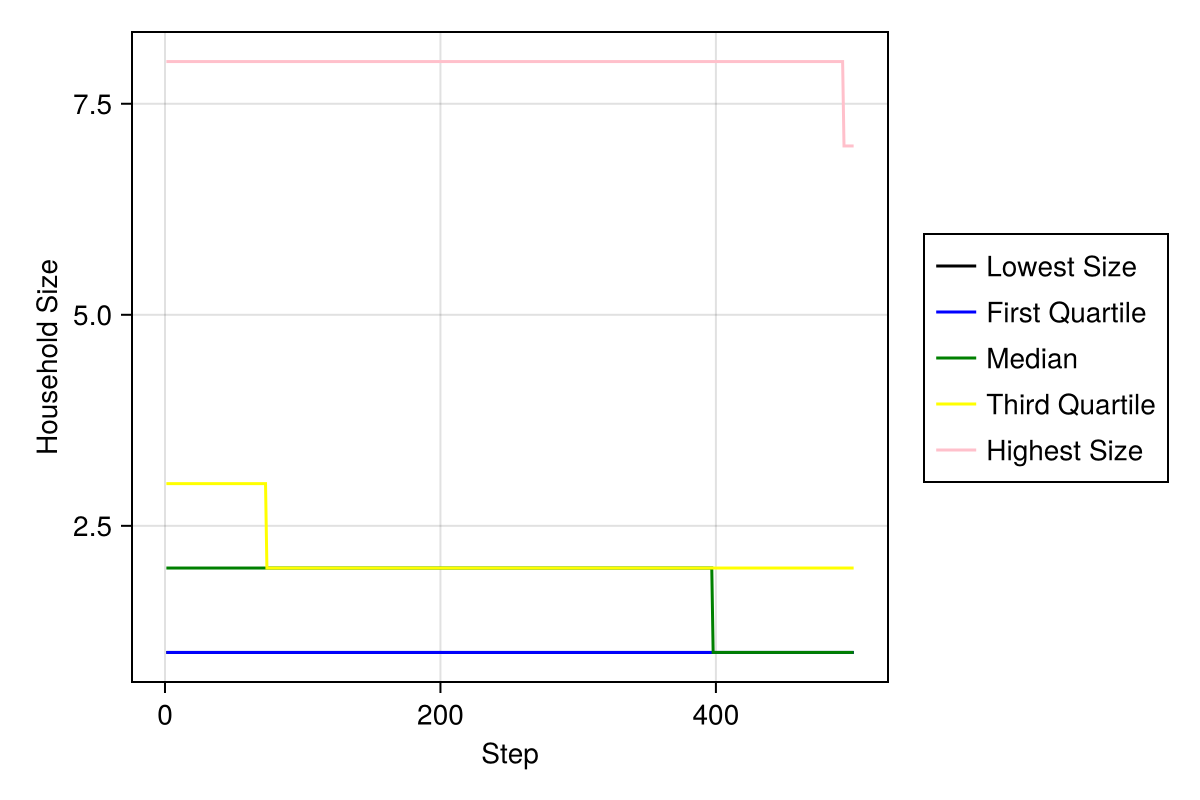 7.5
5.0
2.5
Household Size
0
200
400
Step
Lowest Size
First Quartile
Median
Third Quartile
Highest Size